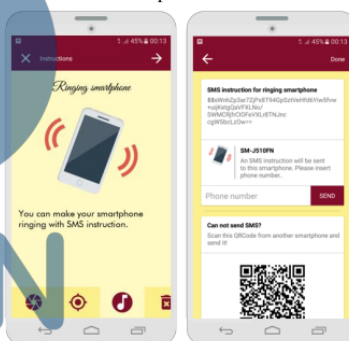 45% 00:13
Instructions
Ringing smartphone
You can make your smartphone
ringing with SMS instruction.
45% 00:13
Done
SMS instruction for ringing smartphone
SM-J510FN
An SMS instruction will be sent
to this smartphone. Please insert
phone number.
Phone number
SEND
Can not send SMS?
Scan this QRCode from another smartphone and
send it!